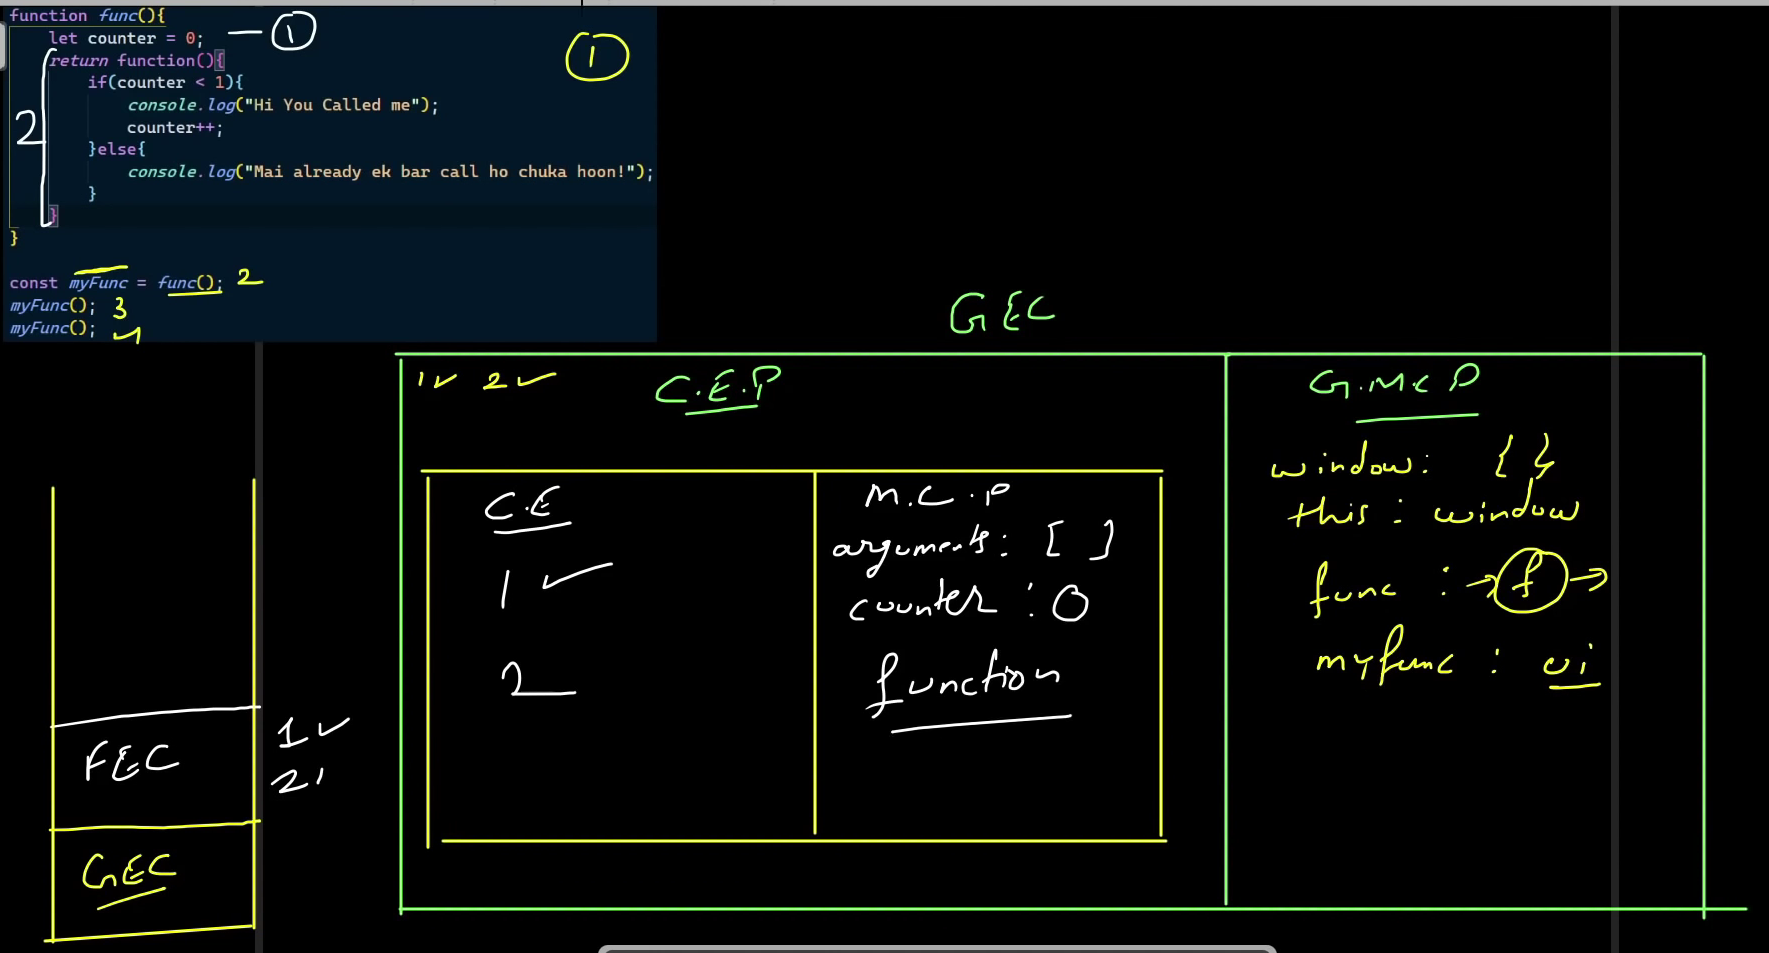 function func(){
let counter = 0; — 1
1
return function(){
2
if(counter < 1){
console.log("Hi You Called me");
counter++;
}else{
console.log("Mai already ek bar call ho chuka hoon!");
}
}
}
const myFunc = func(); 2
myFunc(); 3
myFunc(); 4
GEC
1✓ 2✓
C.E.P
G.M.C P
C.E
M.C.P
arguments: [ ]
1 ✓
counter : 0
2
function
window: { }
this : window
func : → f →
myfunc : ui
FEC
1✓
2
GEC